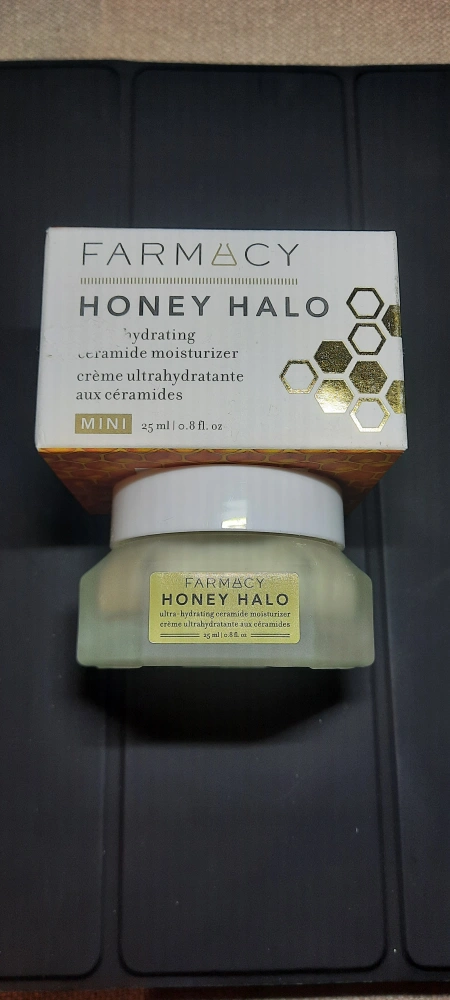 FARMACY
HONEY HALO
hydrating
ceramide moisturizer
crème ultrahydratante
aux céramides
MINI 25 ml | 0.8 fl. oz
FARMACY
HONEY HALO
ultra-hydrating ceramide moisturizer
crème ultrahydratante aux céramides
25 ml | 0.8 fl. oz